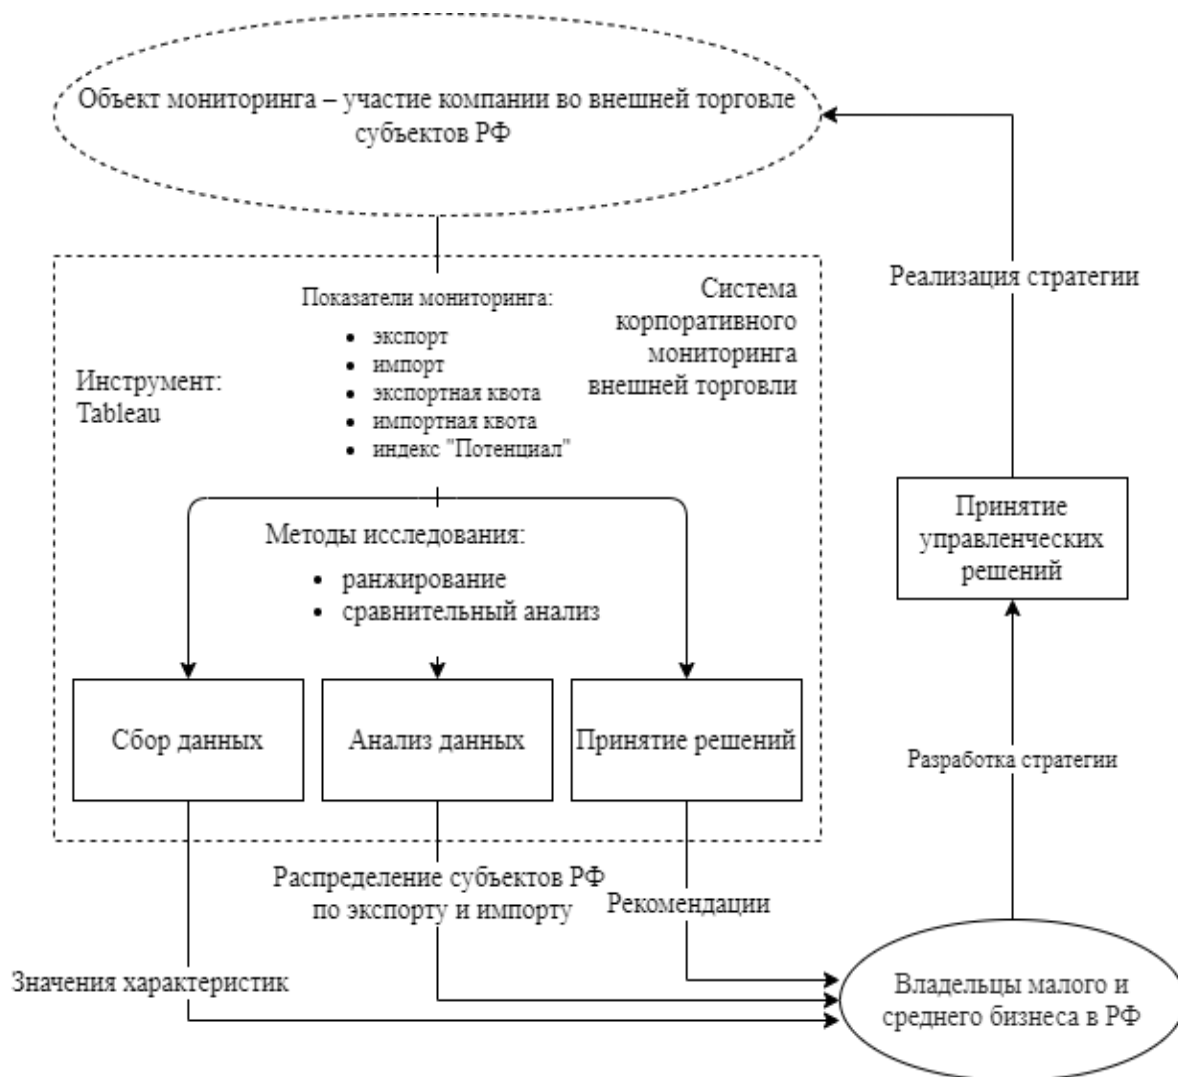 Объект мониторинга – участие компании во внешней торговле
субъектов РФ
Реализация стратегии
Показатели мониторинга:
• экспорт
• импорт
• экспортная квота
• импортная квота
• индекс "Потенциал"
Система
корпоративного
мониторинга
внешней торговли
Инструмент:
Tableau
Принятие
управленческих
решений
Методы исследования:
• ранжирование
• сравнительный анализ
Сбор данных
Анализ данных
Принятие решений
Разработка стратегии
Распределение субъектов РФ
по экспорту и импорту
Рекомендации
Значения характеристик
Владельцы малого и
среднего бизнеса в РФ